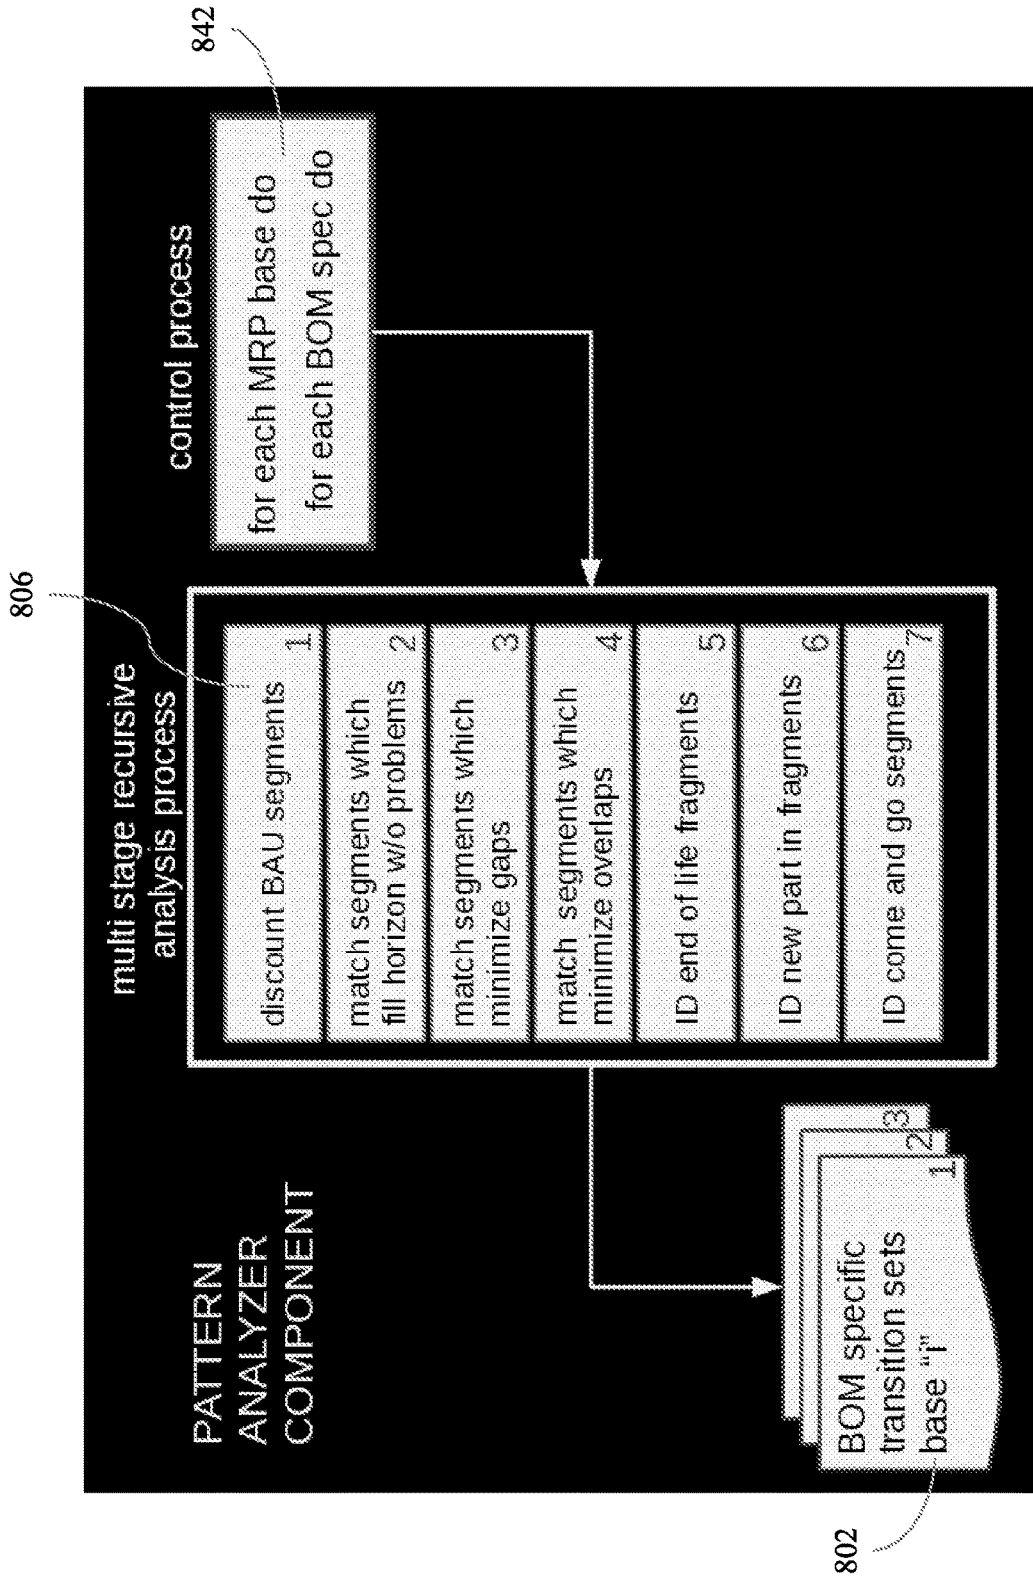 PATTERN
ANALYZER
COMPONENT
multi stage recursive
analysis process
806
control process
842
for each MRP base do
for each BOM spec do
discount BAU segments
1
match segments which
fill horizon w/o problems
2
match segments which
minimize gaps
3
match segments which
minimize overlaps
4
ID end of life fragments
5
ID new part in fragments
6
ID come and go segments
7
BOM specific
transition sets
base "i"
1
2
3
802